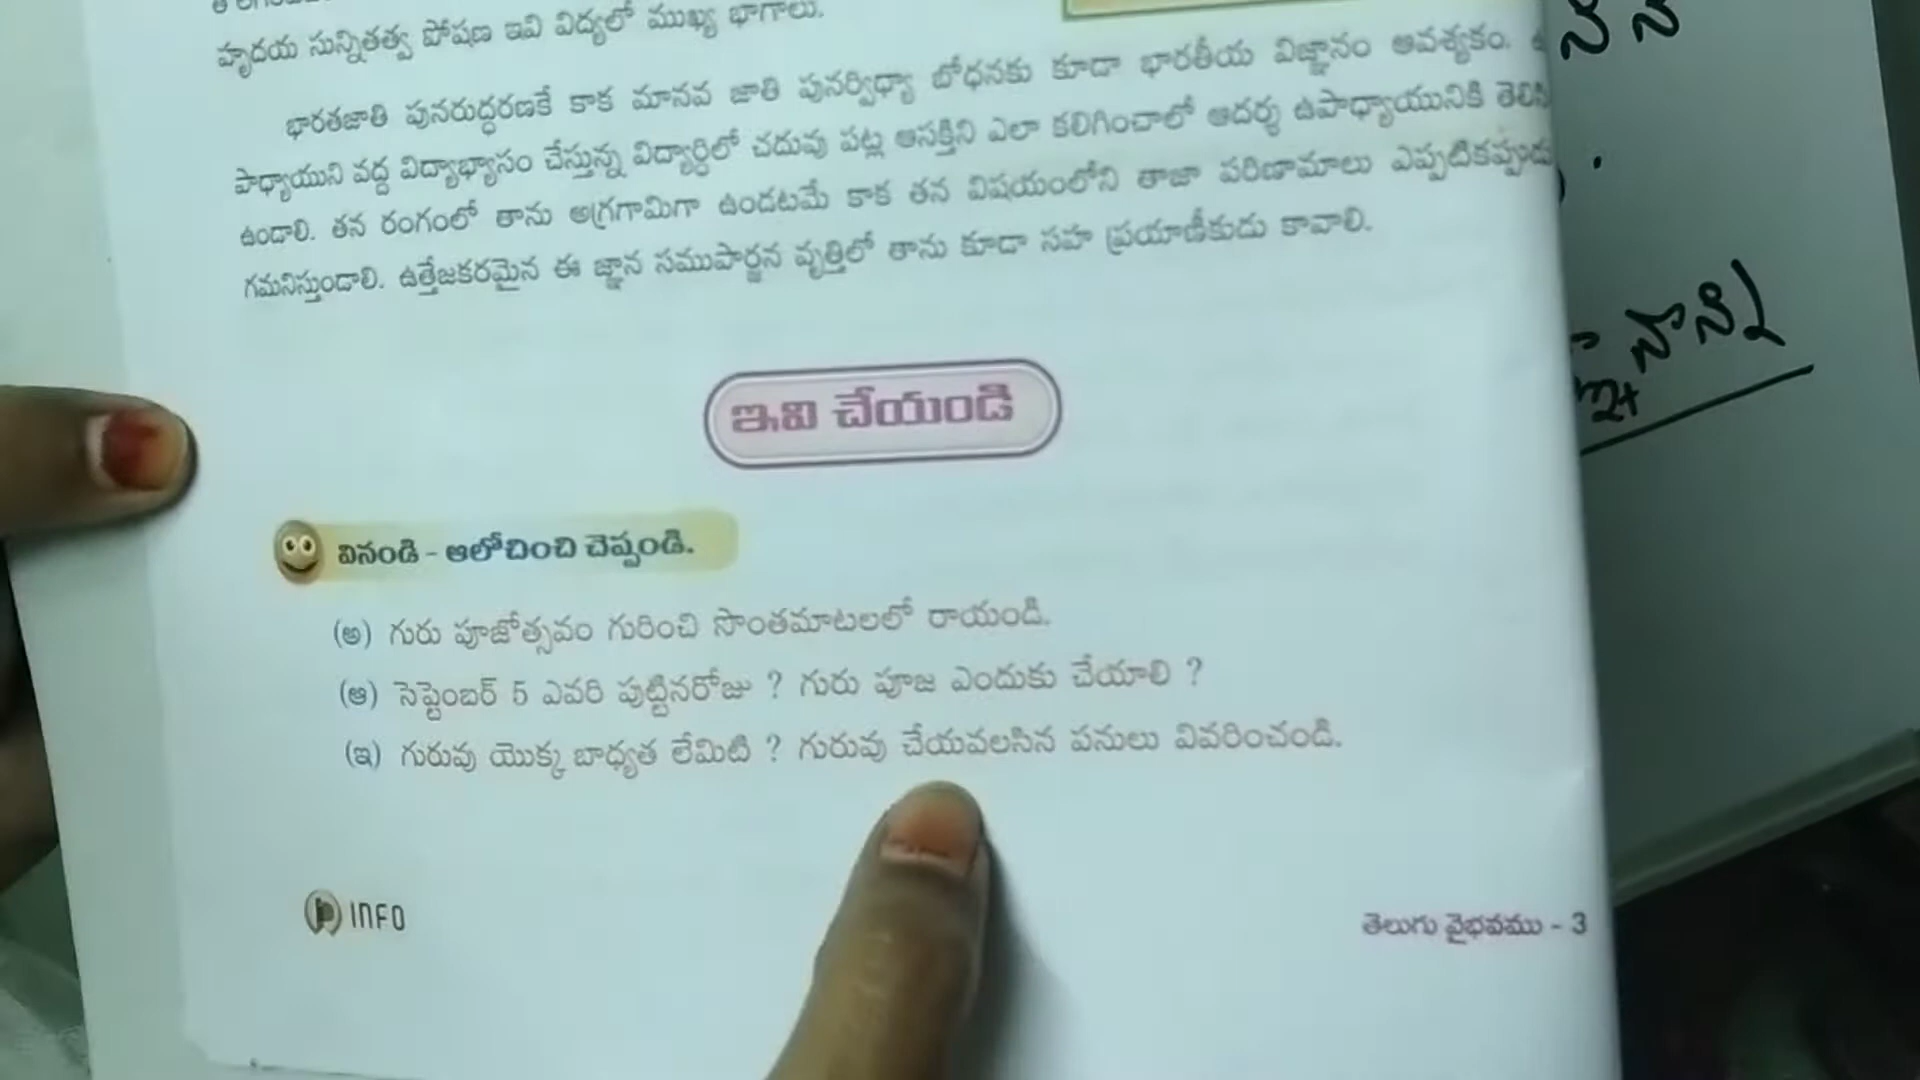 హృదయ సున్నితత్వ పోషణ ఇవి విద్యలో ముఖ్య భాగాలు.
భారతజాతి పునరుద్ధరణకే కాక మానవ జాతి పునర్విధ్యా బోధనకు కూడా భారతీయ విజ్ఞానం ఆవశ్యకం.
పాధ్యాయుని వద్ద విద్యాభ్యాసం చేస్తున్న విద్యార్థిలో చదువు పట్ల ఆసక్తిని ఎలా కలిగించాలో ఆదర్శ ఉపాధ్యాయునికి తెలిసి
ఉండాలి. తన రంగంలో తాను అగ్రగామిగా ఉండటమే కాక తన విషయంలోని తాజా పరిణామాలు ఎప్పటికప్పుడు
గమనిస్తుండాలి. ఉత్తేజకరమైన ఈ జ్ఞాన సముపార్జన వృత్తిలో తాను కూడా సహ ప్రయాణీకుడు కావాలి.
ఇవి చేయండి
వినండి - ఆలోచించి చెప్పండి.
(అ) గురు పూజోత్సవం గురించి సొంతమాటలలో రాయండి.
(ఆ) సెప్టెంబర్ 5 ఎవరి పుట్టినరోజు ? గురు పూజ ఎందుకు చేయాలి ?
(ఇ) గురువు యొక్క బాధ్యత లేమిటి ? గురువు చేయవలసిన పనులు వివరించండి.
INFO
తెలుగు వైభవము - 3